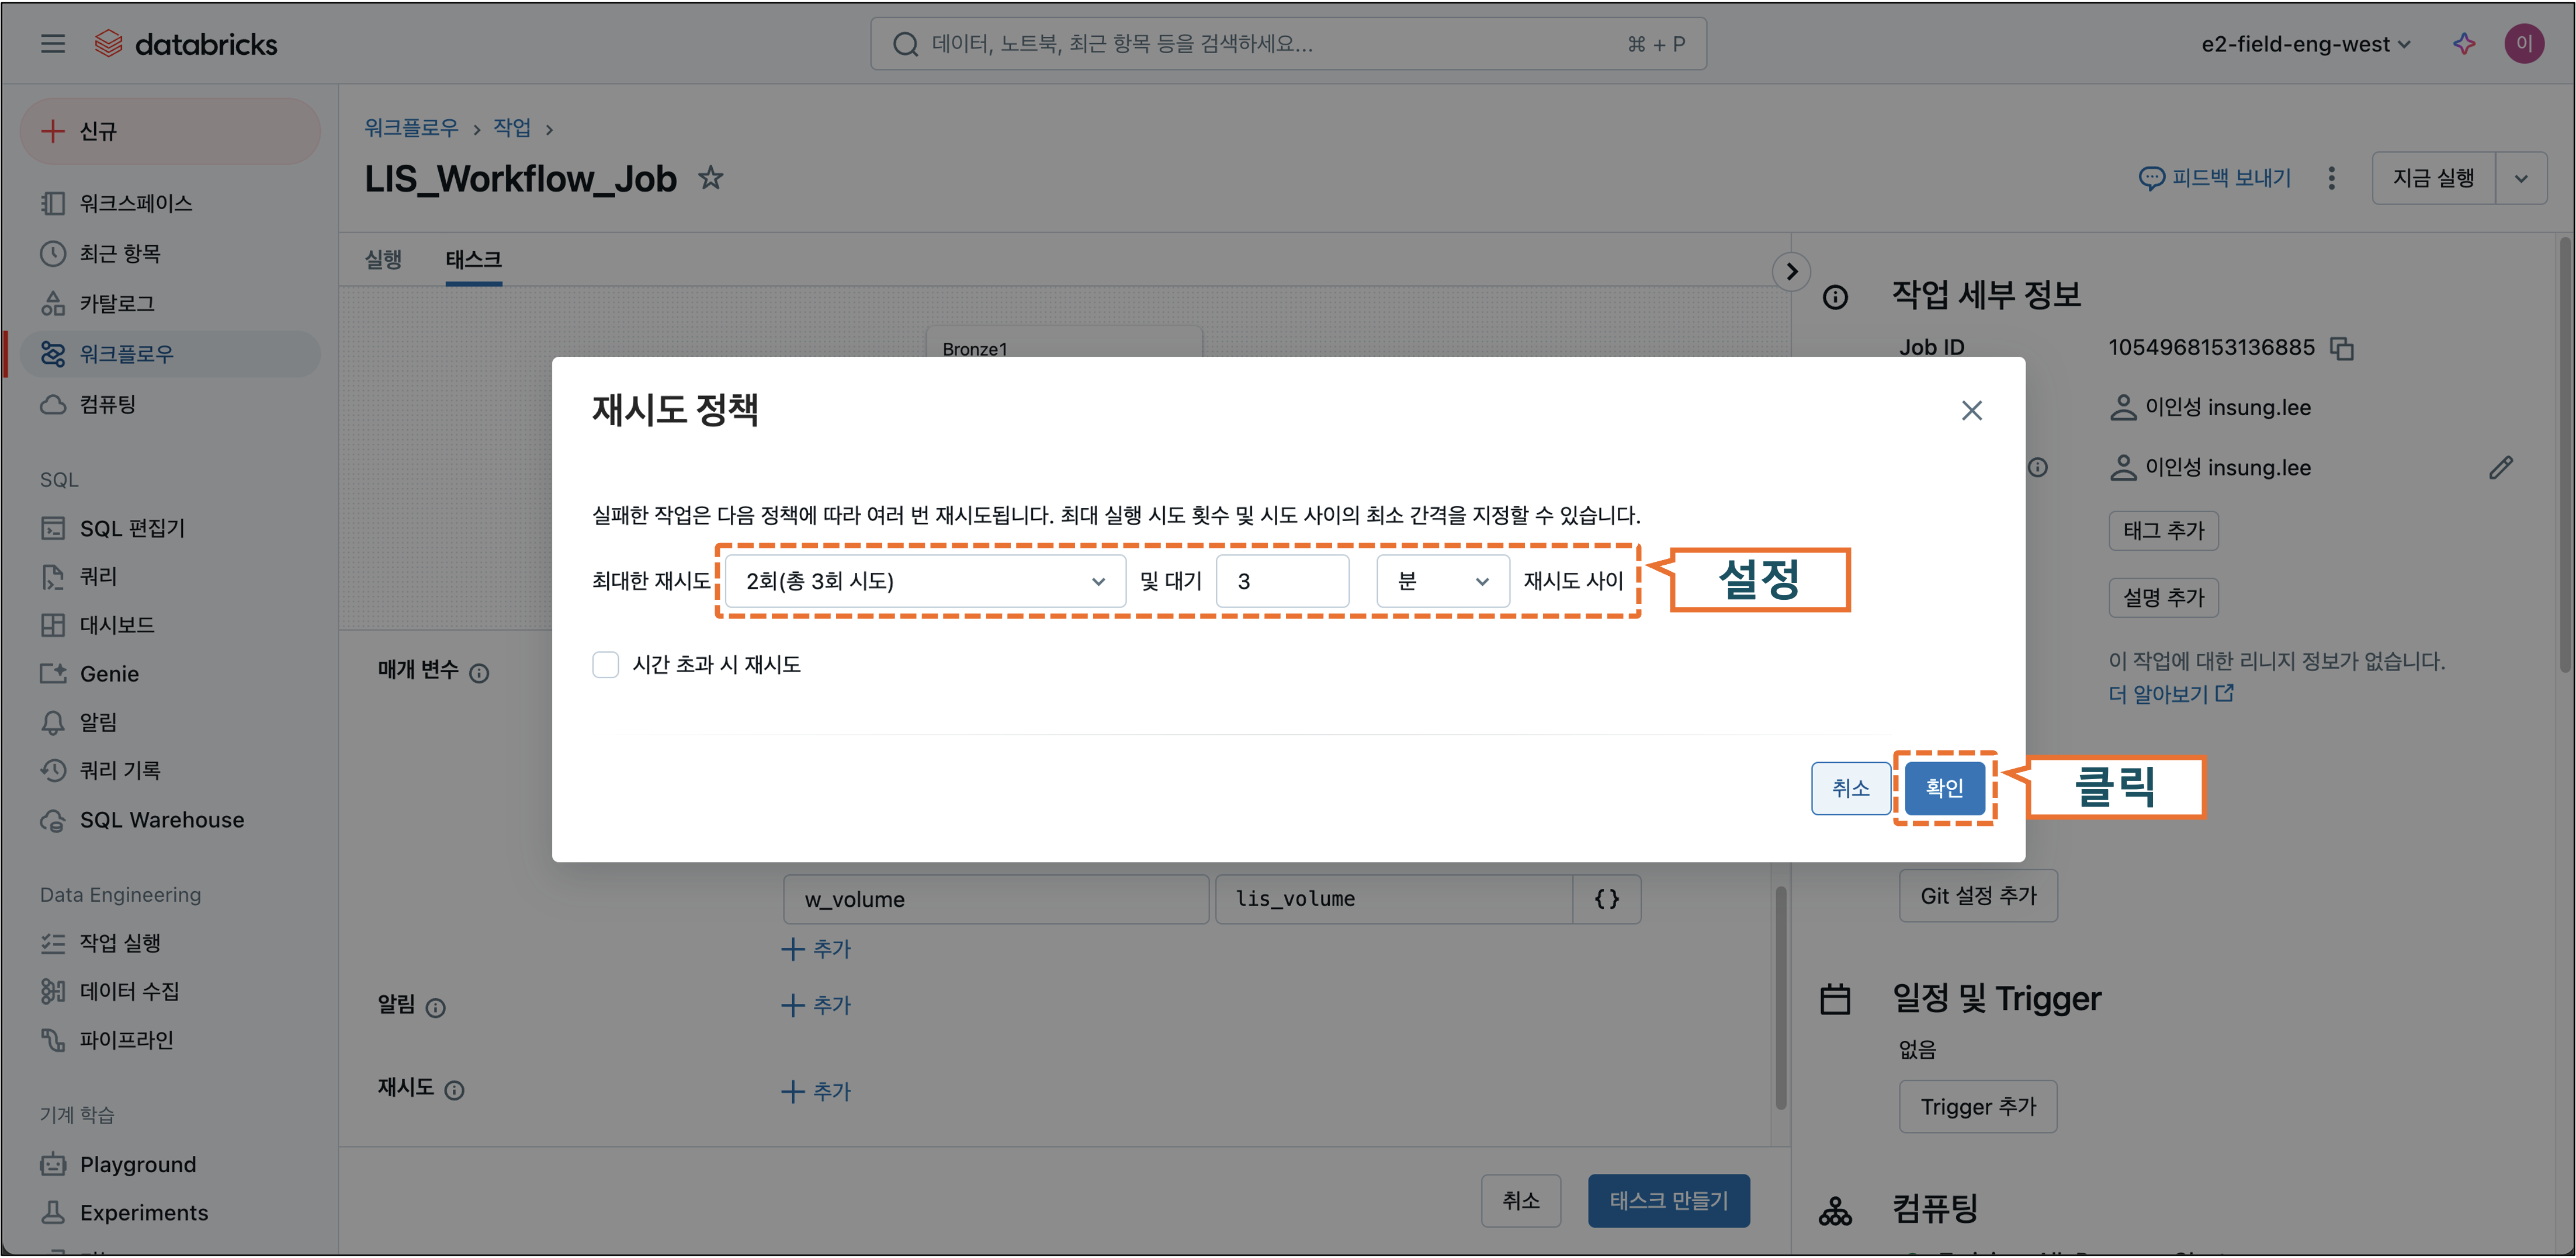 databricks
데이터, 노트북, 최근 항목 등을 검색하세요...
⌘ + P
e2-field-eng-west
이
신규
워크스페이스
최근 항목
카탈로그
워크플로우
컴퓨팅
SQL
SQL 편집기
쿼리
대시보드
Genie
알림
쿼리 기록
SQL Warehouse
Data Engineering
작업 실행
데이터 수집
파이프라인
기계 학습
Playground
Experiments
워크플로우 › 작업 ›
LIS_Workflow_Job
피드백 보내기
지금 실행
실행
태스크
Bronze1
재시도 정책
실패한 작업은 다음 정책에 따라 여러 번 재시도됩니다. 최대 실행 시도 횟수 및 시도 사이의 최소 간격을 지정할 수 있습니다.
최대한 재시도 2회(총 3회 시도) 및 대기 3 분 재시도 사이
설정
시간 초과 시 재시도
취소
확인
클릭
매개 변수
w_volume
lis_volume
{}
+ 추가
알림
+ 추가
재시도
+ 추가
취소
태스크 만들기
작업 세부 정보
Job ID
1054968153136885
이인성 insung.lee
이인성 insung.lee
태그 추가
설명 추가
이 작업에 대한 리니지 정보가 없습니다.
더 알아보기
Git 설정 추가
일정 및 Trigger
없음
Trigger 추가
컴퓨팅